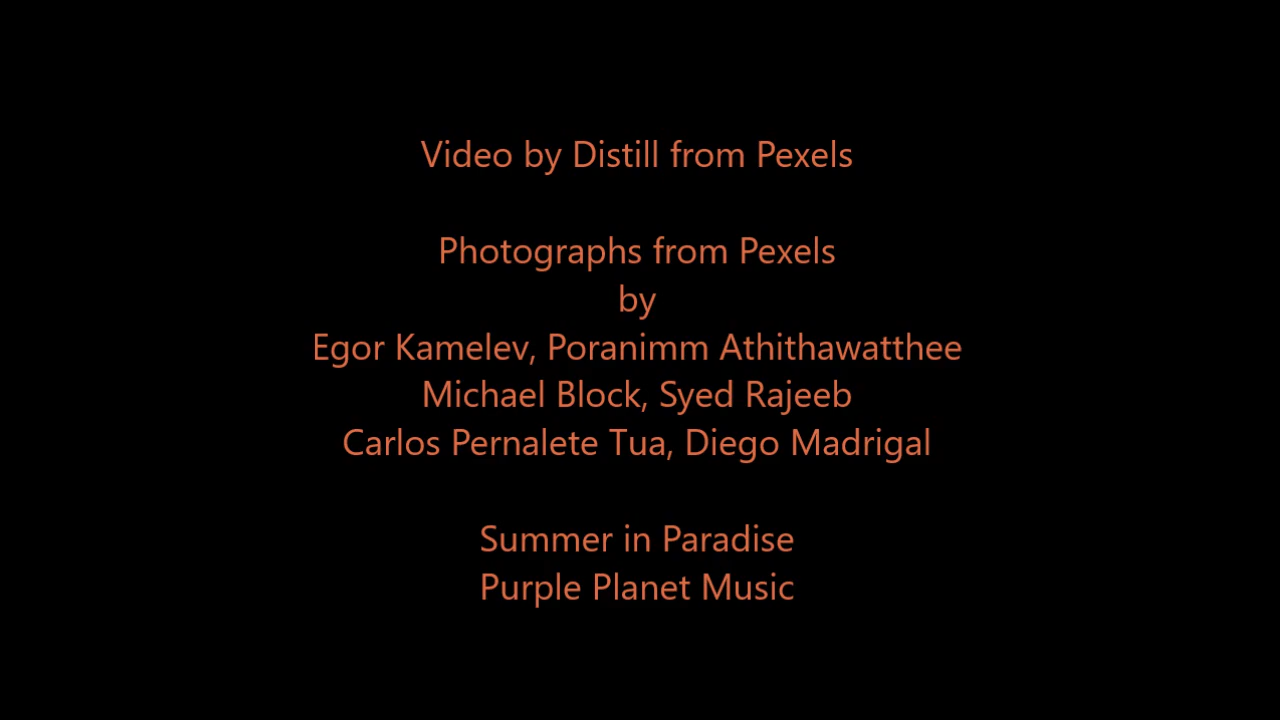 Video by Distill from Pexels
Photographs from Pexels
by
Egor Kamelev, Poranimm Athithawatthee
Michael Block, Syed Rajeeb
Carlos Pernalete Tua, Diego Madrigal
Summer in Paradise
Purple Planet Music